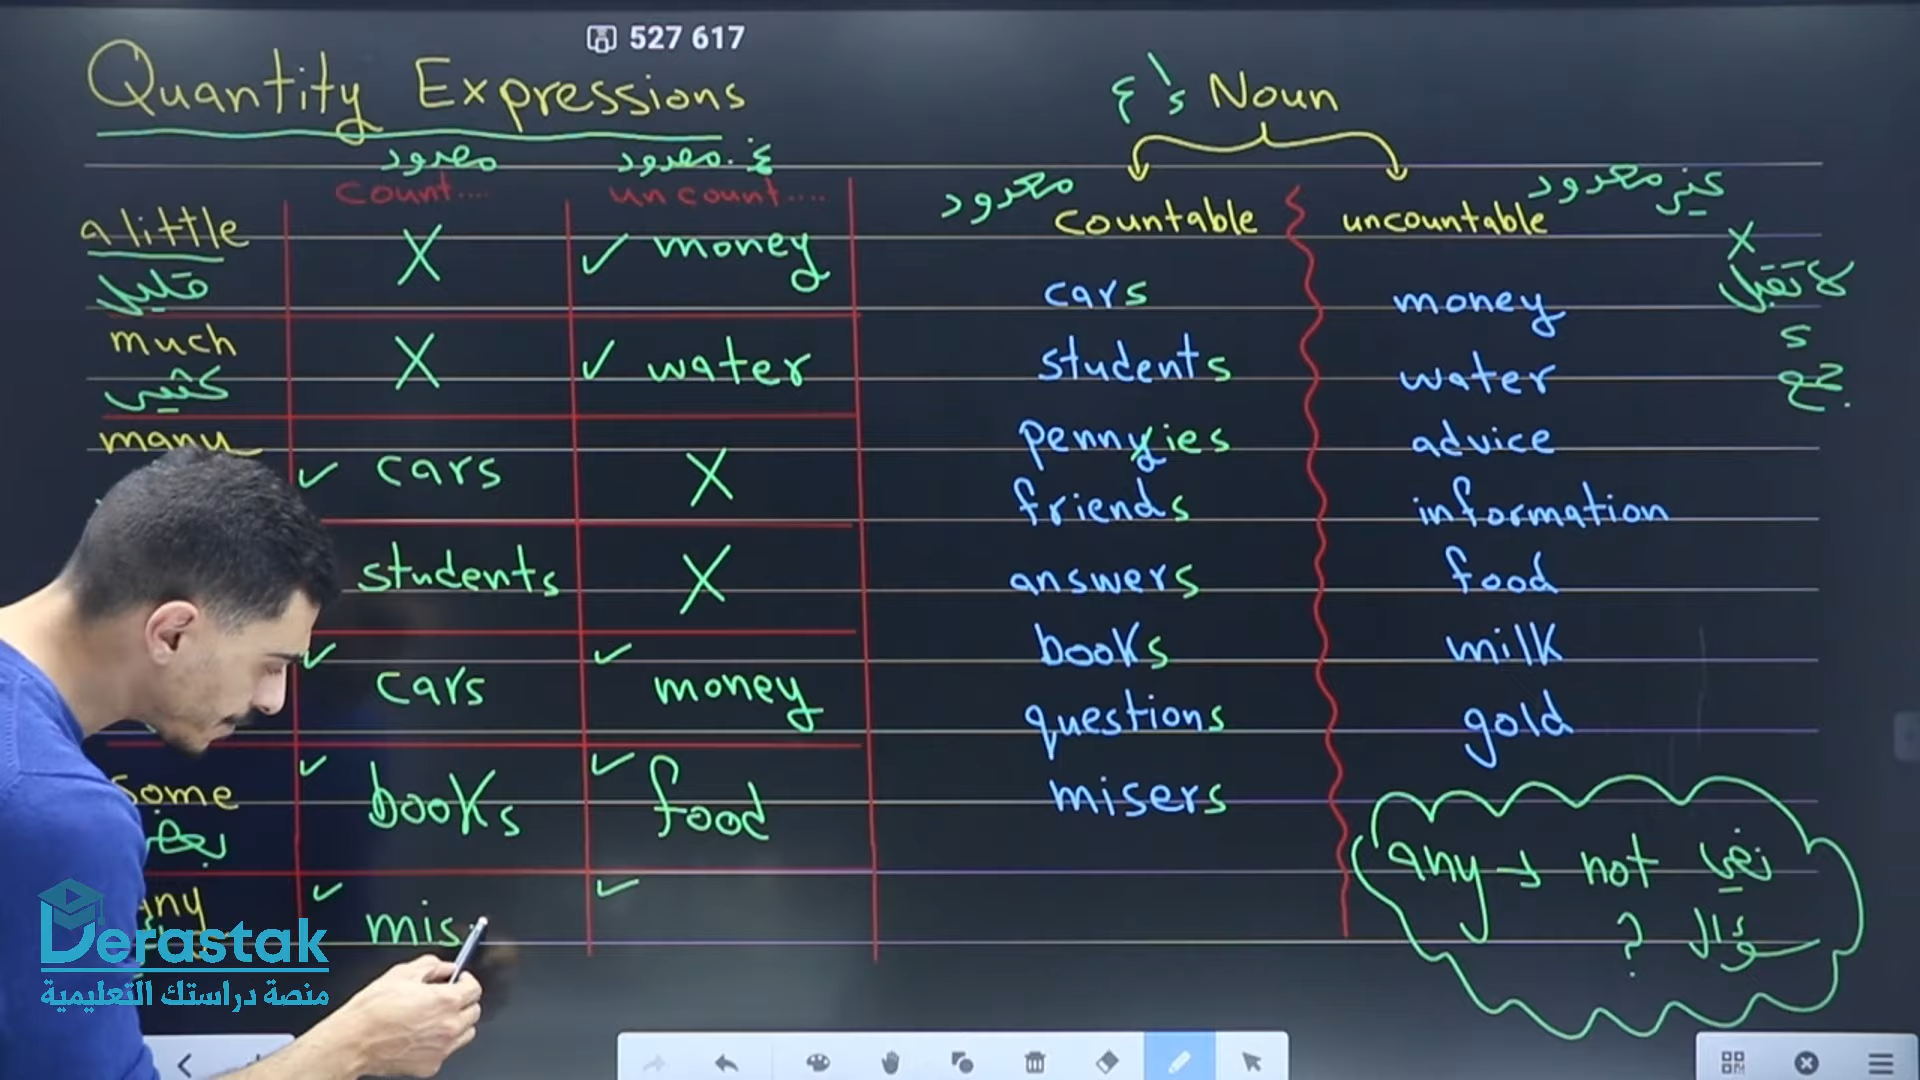 527 617
Quantity Expressions
معدود
غ. معدود
count....
uncount....
a little
قليل
X
✓ money
much
كثير
X
✓ water
many
✓ cars
X
students
X
✓ cars
✓ money
some
بعض
✓ books
✓ food
any
✓ mis
✓
's Noun
معدود
countable
غير معدود
uncountable
X
لا تقبل
s
جمع
cars
students
pennyies
friends
answers
books
questions
misers
money
water
advice
information
food
milk
gold
any → not نفي
? سؤال
Derastak
منصة دراستك التعليمية